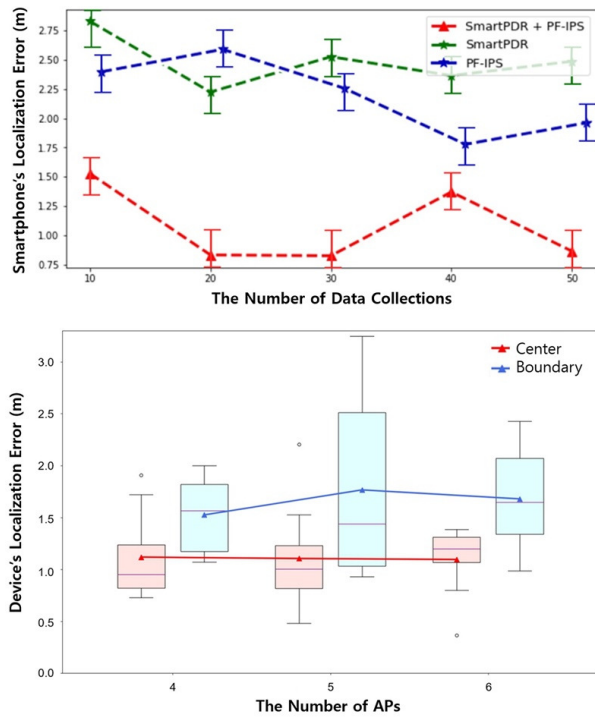 Smartphone's Localization Error (m)
2.75
2.50
2.25
2.00
1.75
1.50
1.25
1.00
0.75
SmartPDR + PF-IPS
SmartPDR
PF-IPS
10
20
30
40
50
The Number of Data Collections
Device's Localization Error (m)
3.0
2.5
2.0
1.5
1.0
0.5
0.0
Center
Boundary
4
5
6
The Number of APs